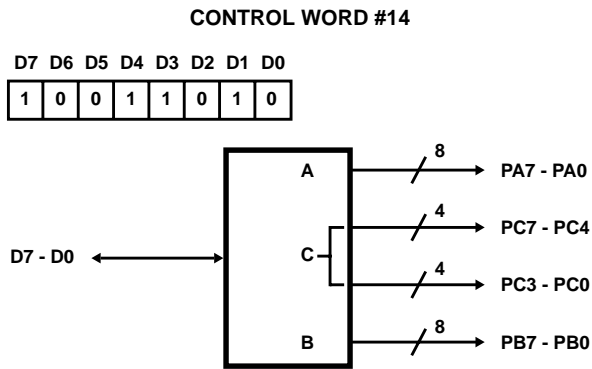 CONTROL WORD #14
D7 D6 D5 D4 D3 D2 D1 D0
1 0 0 1 1 0 1 0
A 8 PA7 - PA0
4 PC7 - PC4
D7 - D0 C
4 PC3 - PC0
B 8 PB7 - PB0